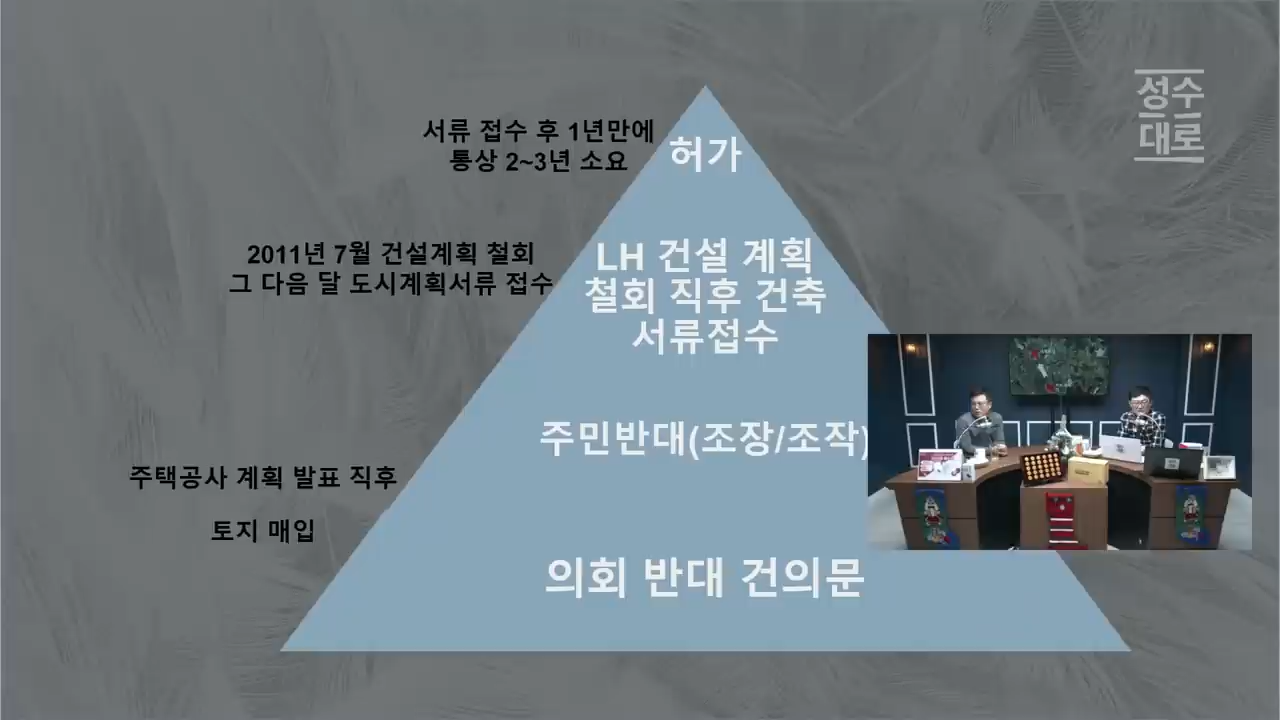 성수
대로
서류 접수 후 1년만에
통상 2~3년 소요
허가
2011년 7월 건설계획 철회
그 다음 달 도시계획서류 접수
LH 건설 계획
철회 직후 건축
서류접수
주민반대(조장/조작)
주택공사 계획 발표 직후
토지 매입
의회 반대 건의문